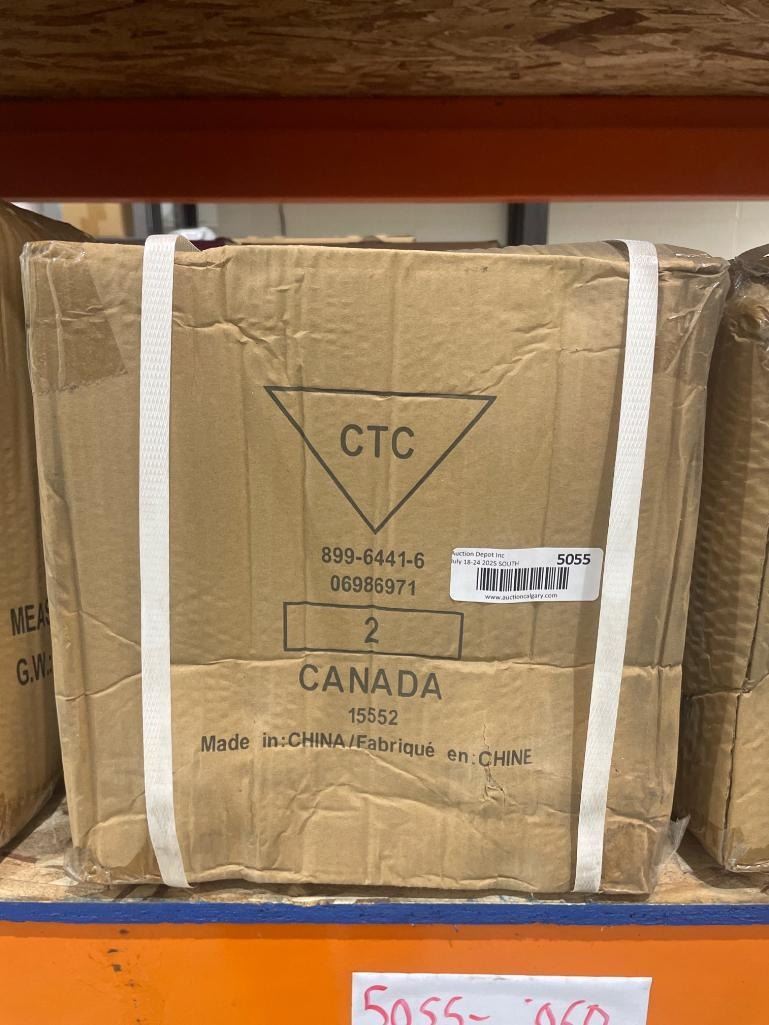 CTC
899-6441-6
06986971
2
CANADA
15552
Made in:CHINA/Fabriqué en:CHINE
Auction Depot Inc
July 18-24 2025 SOUTH
5055
www.auctioncalgary.com
G.W.:
5055-